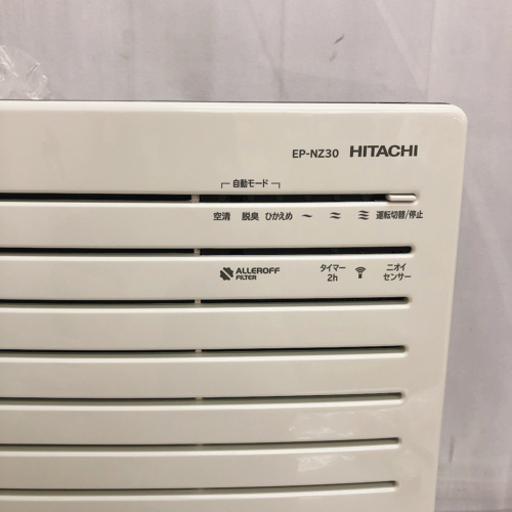 EP-NZ30 HITACHI
自動モード
空清 脱臭 ひかえめ 運転切替/停止
ALLEROFF FILTER
タイマー 2h
ニオイ センサー